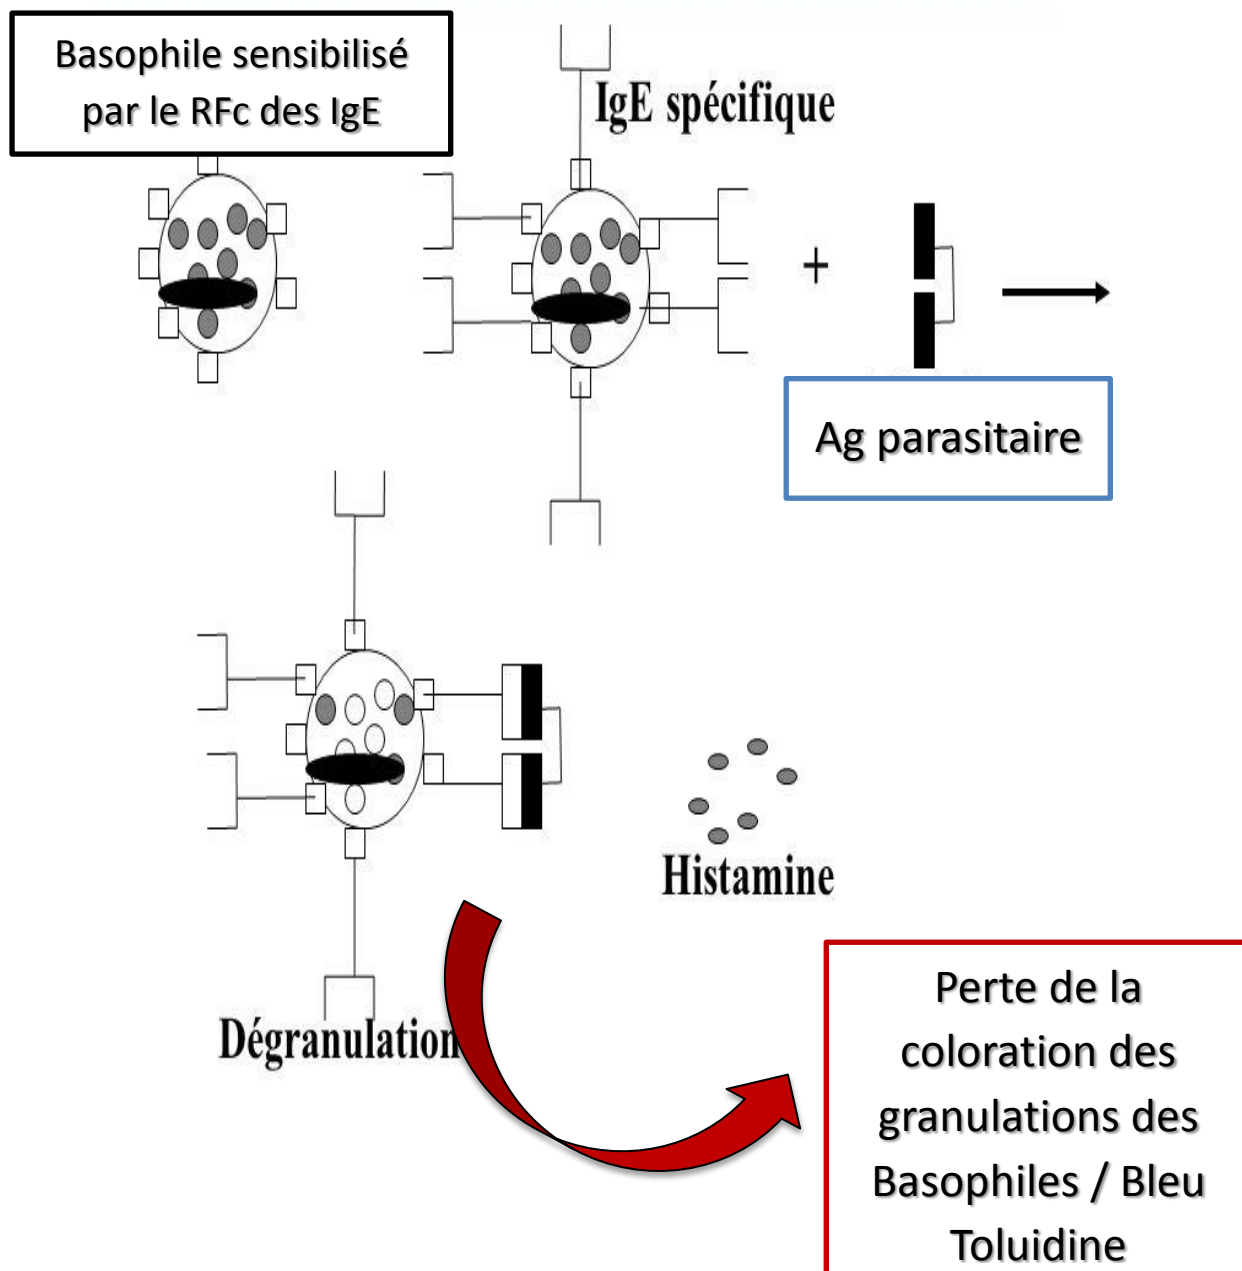 Basophile sensibilisé
par le RFc des IgE
IgE spécifique
+
Ag parasitaire
Histamine
Dégranulation
Perte de la
coloration des
granulations des
Basophiles / Bleu
Toluidine